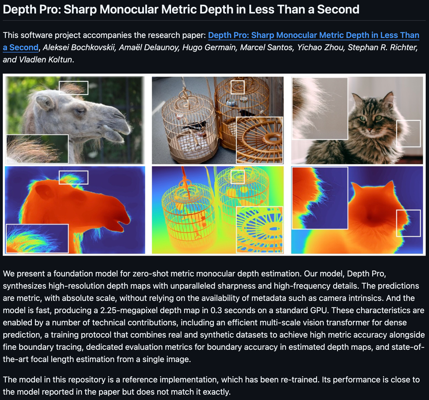 Depth Pro: Sharp Monocular Metric Depth in Less Than a Second
This software project accompanies the research paper: Depth Pro: Sharp Monocular Metric Depth in Less Than
a Second, Aleksei Bochkovskii, Amaël Delaunoy, Hugo Germain, Marcel Santos, Yichao Zhou, Stephan R. Richter,
and Vladlen Koltun.
We present a foundation model for zero-shot metric monocular depth estimation. Our model, Depth Pro,
synthesizes high-resolution depth maps with unparalleled sharpness and high-frequency details. The predictions
are metric, with absolute scale, without relying on the availability of metadata such as camera intrinsics. And the
model is fast, producing a 2.25-megapixel depth map in 0.3 seconds on a standard GPU. These characteristics are
enabled by a number of technical contributions, including an efficient multi-scale vision transformer for dense
prediction, a training protocol that combines real and synthetic datasets to achieve high metric accuracy alongside
fine boundary tracing, dedicated evaluation metrics for boundary accuracy in estimated depth maps, and state-of-
the-art focal length estimation from a single image.
The model in this repository is a reference implementation, which has been re-trained. Its performance is close to
the model reported in the paper but does not match it exactly.